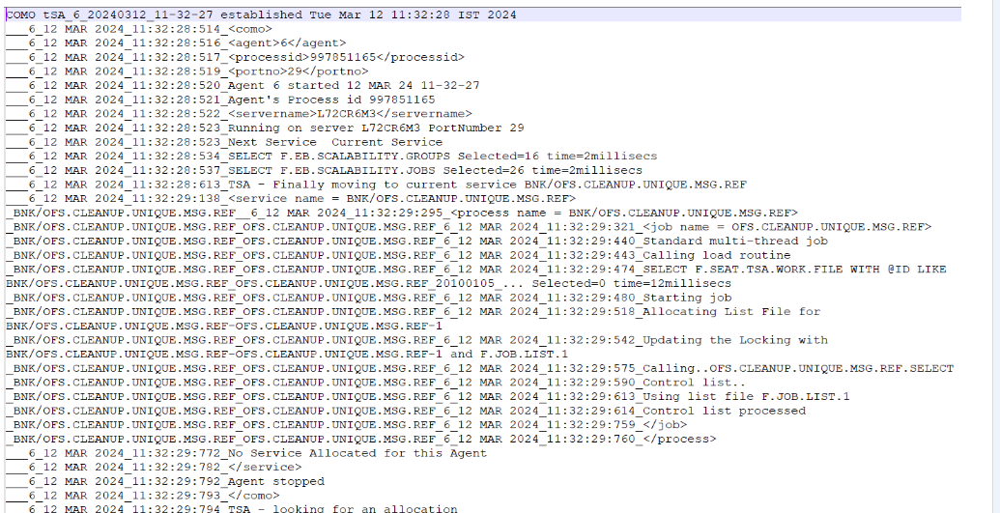 COMO tSA_6_20240312_11-32-27 established Tue Mar 12 11:32:28 IST 2024
___6_12 MAR 2024_11:32:28:514_<como>
___6_12 MAR 2024_11:32:28:516_<agent>6</agent>
___6_12 MAR 2024_11:32:28:517_<processid>997851165</processid>
___6_12 MAR 2024_11:32:28:519_<portno>29</portno>
___6_12 MAR 2024_11:32:28:520_Agent 6 started 12 MAR 24 11-32-27
___6_12 MAR 2024_11:32:28:521_Agent's Process id 997851165
___6_12 MAR 2024_11:32:28:522_<servername>L72CR6M3</servername>
___6_12 MAR 2024_11:32:28:523_Running on server L72CR6M3 PortNumber 29
___6_12 MAR 2024_11:32:28:523_Next Service  Current Service
___6_12 MAR 2024_11:32:28:534_SELECT F.EB.SCALABILITY.GROUPS Selected=16 time=2millisecs
___6_12 MAR 2024_11:32:28:537_SELECT F.EB.SCALABILITY.JOBS Selected=26 time=2millisecs
___6_12 MAR 2024_11:32:28:613_TSA - Finally moving to current service BNK/OFS.CLEANUP.UNIQUE.MSG.REF
___6_12 MAR 2024_11:32:29:138_<service name = BNK/OFS.CLEANUP.UNIQUE.MSG.REF>
_BNK/OFS.CLEANUP.UNIQUE.MSG.REF__6_12 MAR 2024_11:32:29:295_<process name = BNK/OFS.CLEANUP.UNIQUE.MSG.REF>
_BNK/OFS.CLEANUP.UNIQUE.MSG.REF_OFS.CLEANUP.UNIQUE.MSG.REF_6_12 MAR 2024_11:32:29:321_<job name = OFS.CLEANUP.UNIQUE.MSG.REF>
_BNK/OFS.CLEANUP.UNIQUE.MSG.REF_OFS.CLEANUP.UNIQUE.MSG.REF_6_12 MAR 2024_11:32:29:440_Standard multi-thread job
_BNK/OFS.CLEANUP.UNIQUE.MSG.REF_OFS.CLEANUP.UNIQUE.MSG.REF_6_12 MAR 2024_11:32:29:443_Calling load routine
_BNK/OFS.CLEANUP.UNIQUE.MSG.REF_OFS.CLEANUP.UNIQUE.MSG.REF_6_12 MAR 2024_11:32:29:474_SELECT F.SEAT.TSA.WORK.FILE WITH @ID LIKE
BNK/OFS.CLEANUP.UNIQUE.MSG.REF_OFS.CLEANUP.UNIQUE.MSG.REF_20100105_... Selected=0 time=12millisecs
_BNK/OFS.CLEANUP.UNIQUE.MSG.REF_OFS.CLEANUP.UNIQUE.MSG.REF_6_12 MAR 2024_11:32:29:480_Starting job
_BNK/OFS.CLEANUP.UNIQUE.MSG.REF_OFS.CLEANUP.UNIQUE.MSG.REF_6_12 MAR 2024_11:32:29:518_Allocating List File for
BNK/OFS.CLEANUP.UNIQUE.MSG.REF-OFS.CLEANUP.UNIQUE.MSG.REF-1
_BNK/OFS.CLEANUP.UNIQUE.MSG.REF_OFS.CLEANUP.UNIQUE.MSG.REF_6_12 MAR 2024_11:32:29:542_Updating the Locking with
BNK/OFS.CLEANUP.UNIQUE.MSG.REF-OFS.CLEANUP.UNIQUE.MSG.REF-1 and F.JOB.LIST.1
_BNK/OFS.CLEANUP.UNIQUE.MSG.REF_OFS.CLEANUP.UNIQUE.MSG.REF_6_12 MAR 2024_11:32:29:575_Calling..OFS.CLEANUP.UNIQUE.MSG.REF.SELECT
_BNK/OFS.CLEANUP.UNIQUE.MSG.REF_OFS.CLEANUP.UNIQUE.MSG.REF_6_12 MAR 2024_11:32:29:590_Control list..
_BNK/OFS.CLEANUP.UNIQUE.MSG.REF_OFS.CLEANUP.UNIQUE.MSG.REF_6_12 MAR 2024_11:32:29:613_Using list file F.JOB.LIST.1
_BNK/OFS.CLEANUP.UNIQUE.MSG.REF_OFS.CLEANUP.UNIQUE.MSG.REF_6_12 MAR 2024_11:32:29:614_Control list processed
_BNK/OFS.CLEANUP.UNIQUE.MSG.REF_OFS.CLEANUP.UNIQUE.MSG.REF_6_12 MAR 2024_11:32:29:759_</job>
_BNK/OFS.CLEANUP.UNIQUE.MSG.REF_OFS.CLEANUP.UNIQUE.MSG.REF_6_12 MAR 2024_11:32:29:760_</process>
___6_12 MAR 2024_11:32:29:772_No Service Allocated for this Agent
___6_12 MAR 2024_11:32:29:782_</service>
___6_12 MAR 2024_11:32:29:792_Agent stopped
___6_12 MAR 2024_11:32:29:793_</como>
___6_12 MAR 2024_11:32:29:794_TSA - looking for an allocation